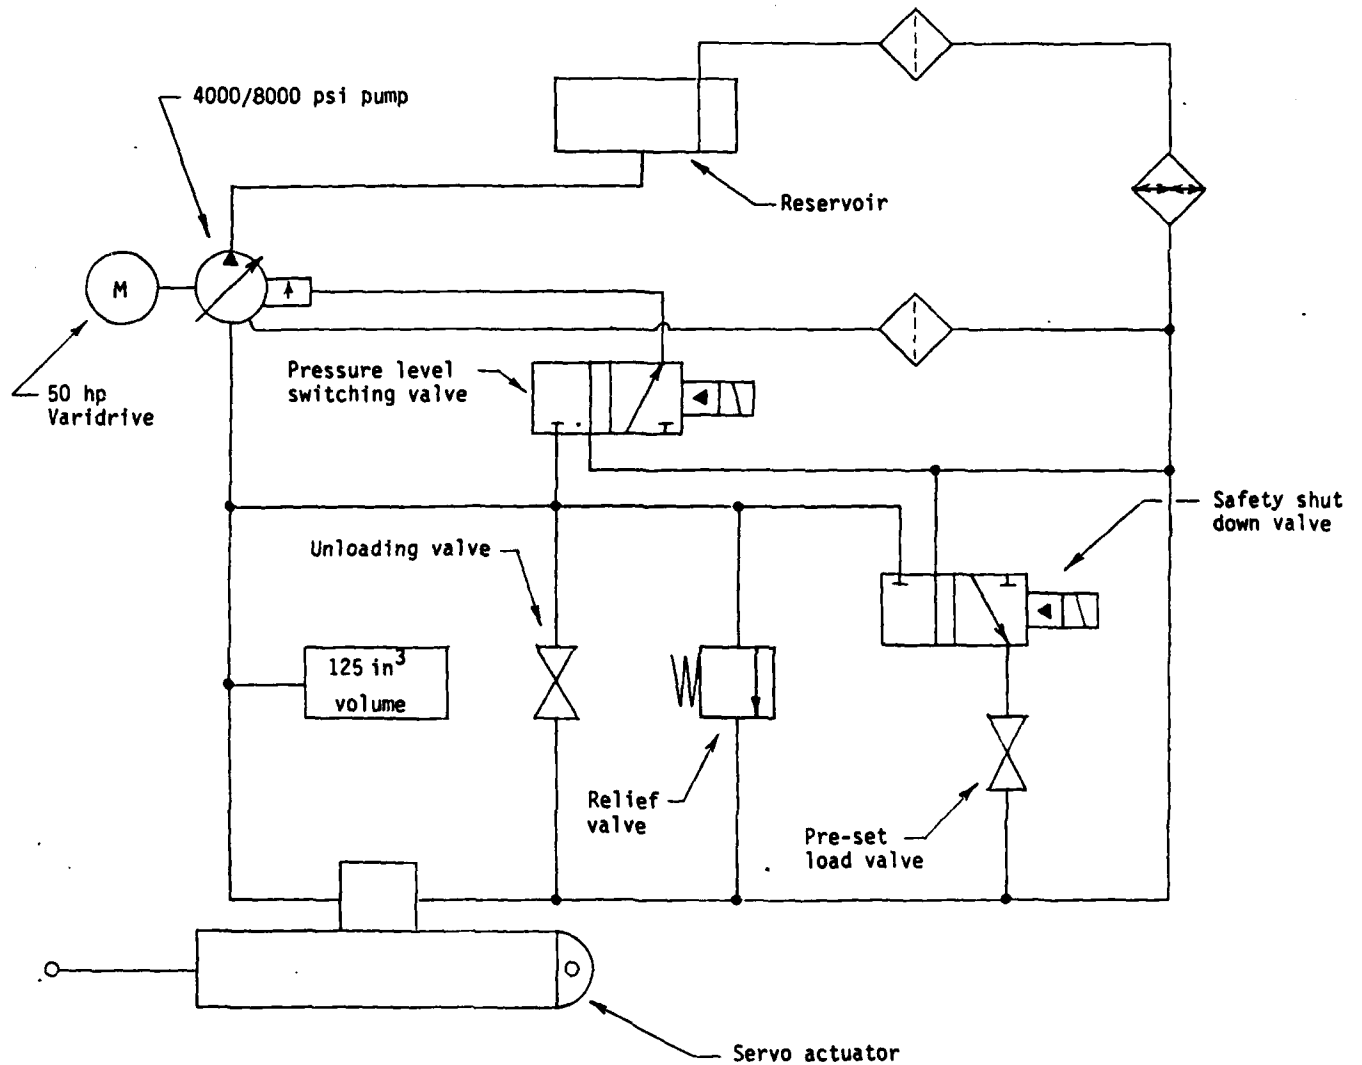 4000/8000 psi pump
Reservoir
M
50 hp
Varidrive
Pressure level
switching valve
Safety shut
down valve
Unloading valve
125 in³
volume
Relief
valve
Pre-set
load valve
Servo actuator